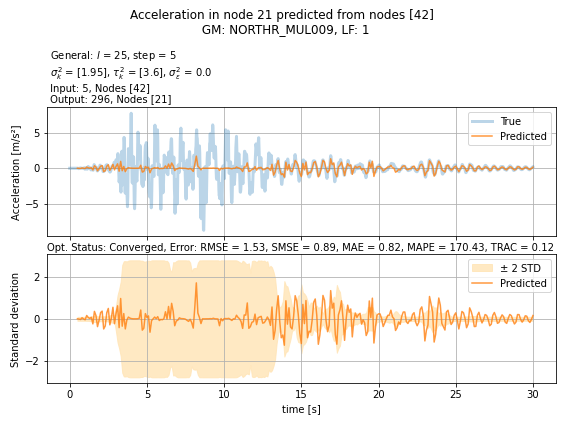 Acceleration in node 21 predicted from nodes [42]
GM: NORTHR_MUL009, LF: 1
General: l = 25, step = 5
σ²ₖ = [1.95], τ²ₖ = [3.6], σ²ε = 0.0
Input: 5, Nodes [42]
Output: 296, Nodes [21]
Acceleration [m/s²]
5
0
−5
True
Predicted
Opt. Status: Converged, Error: RMSE = 1.53, SMSE = 0.89, MAE = 0.82, MAPE = 170.43, TRAC = 0.12
Standard deviation
2
0
−2
± 2 STD
Predicted
0 5 10 15 20 25 30
time [s]